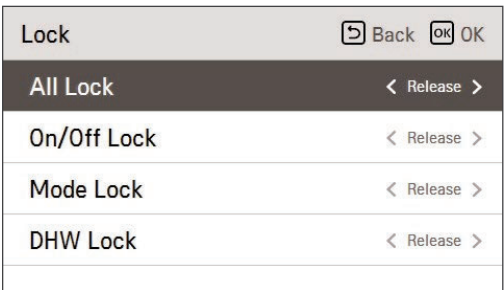 Lock Back OK OK
All Lock < Release >
On/Off Lock < Release >
Mode Lock < Release >
DHW Lock < Release >